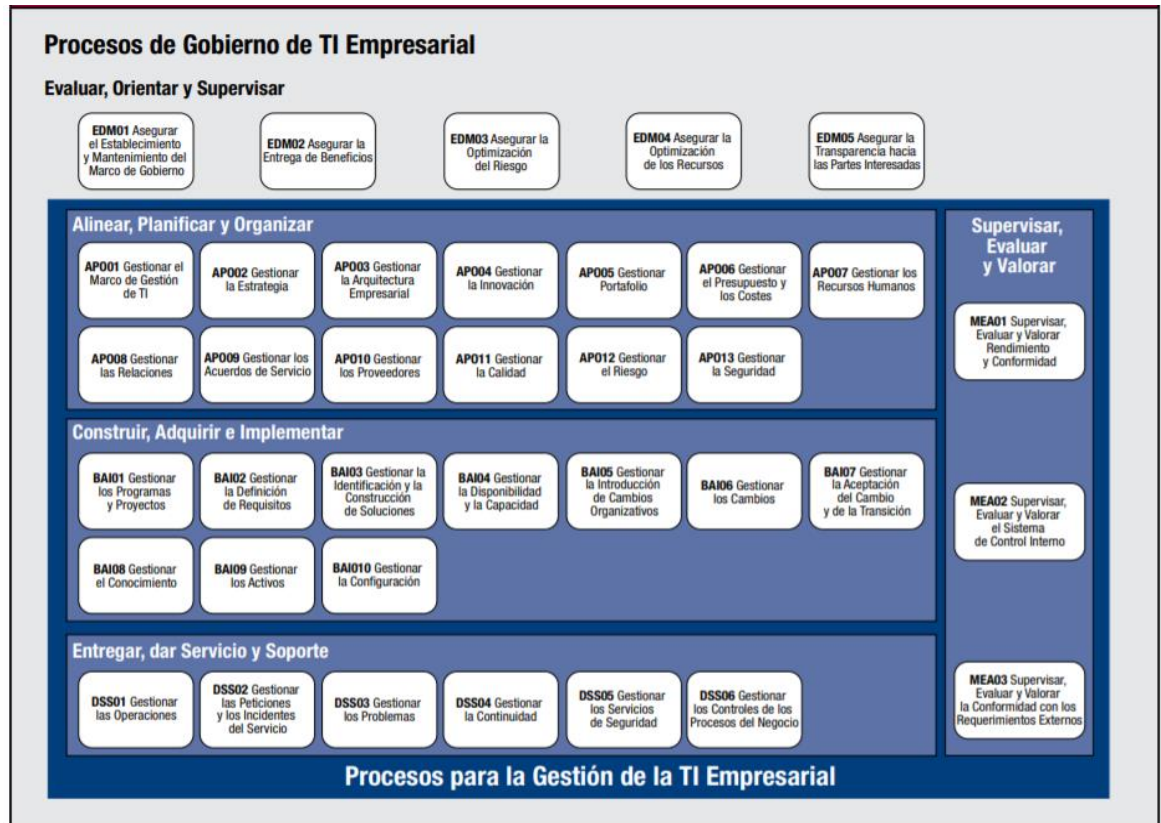 Procesos de Gobierno de TI Empresarial
Evaluar, Orientar y Supervisar
EDM01 Asegurar
el Establecimiento
y Mantenimiento del
Marco de Gobierno
EDM02 Asegurar la
Entrega de Beneficios
EDM03 Asegurar la
Optimización
del Riesgo
EDM04 Asegurar la
Optimización
de los Recursos
EDM05 Asegurar la
Transparencia hacia
las Partes Interesadas
Alinear, Planificar y Organizar
APO01 Gestionar el
Marco de Gestión
de TI
APO02 Gestionar
la Estrategia
APO03 Gestionar
la Arquitectura
Empresarial
APO04 Gestionar
la Innovación
APO05 Gestionar
Portafolio
APO06 Gestionar
el Presupuesto y
los Costes
APO07 Gestionar los
Recursos Humanos
APO08 Gestionar
las Relaciones
APO09 Gestionar los
Acuerdos de Servicio
APO10 Gestionar
los Proveedores
APO11 Gestionar
la Calidad
APO12 Gestionar
el Riesgo
APO13 Gestionar
la Seguridad
Construir, Adquirir e Implementar
BAI01 Gestionar
los Programas
y Proyectos
BAI02 Gestionar
la Definición
de Requisitos
BAI03 Gestionar la
Identificación y la
Construcción
de Soluciones
BAI04 Gestionar
la Disponibilidad
y la Capacidad
BAI05 Gestionar
la Introducción
de Cambios
Organizativos
BAI06 Gestionar
los Cambios
BAI07 Gestionar
la Aceptación
del Cambio
y de la Transición
BAI08 Gestionar
el Conocimiento
BAI09 Gestionar
los Activos
BAI010 Gestionar
la Configuración
Entregar, dar Servicio y Soporte
DSS01 Gestionar
las Operaciones
DSS02 Gestionar
las Peticiones
y los Incidentes
del Servicio
DSS03 Gestionar
los Problemas
DSS04 Gestionar
la Continuidad
DSS05 Gestionar
los Servicios
de Seguridad
DSS06 Gestionar
los Controles de los
Procesos del Negocio
Supervisar,
Evaluar
y Valorar
MEA01 Supervisar,
Evaluar y Valorar
Rendimiento
y Conformidad
MEA02 Supervisar,
Evaluar y Valorar
el Sistema
de Control Interno
MEA03 Supervisar,
Evaluar y Valorar
la Conformidad con los
Requerimientos Externos
Procesos para la Gestión de la TI Empresarial